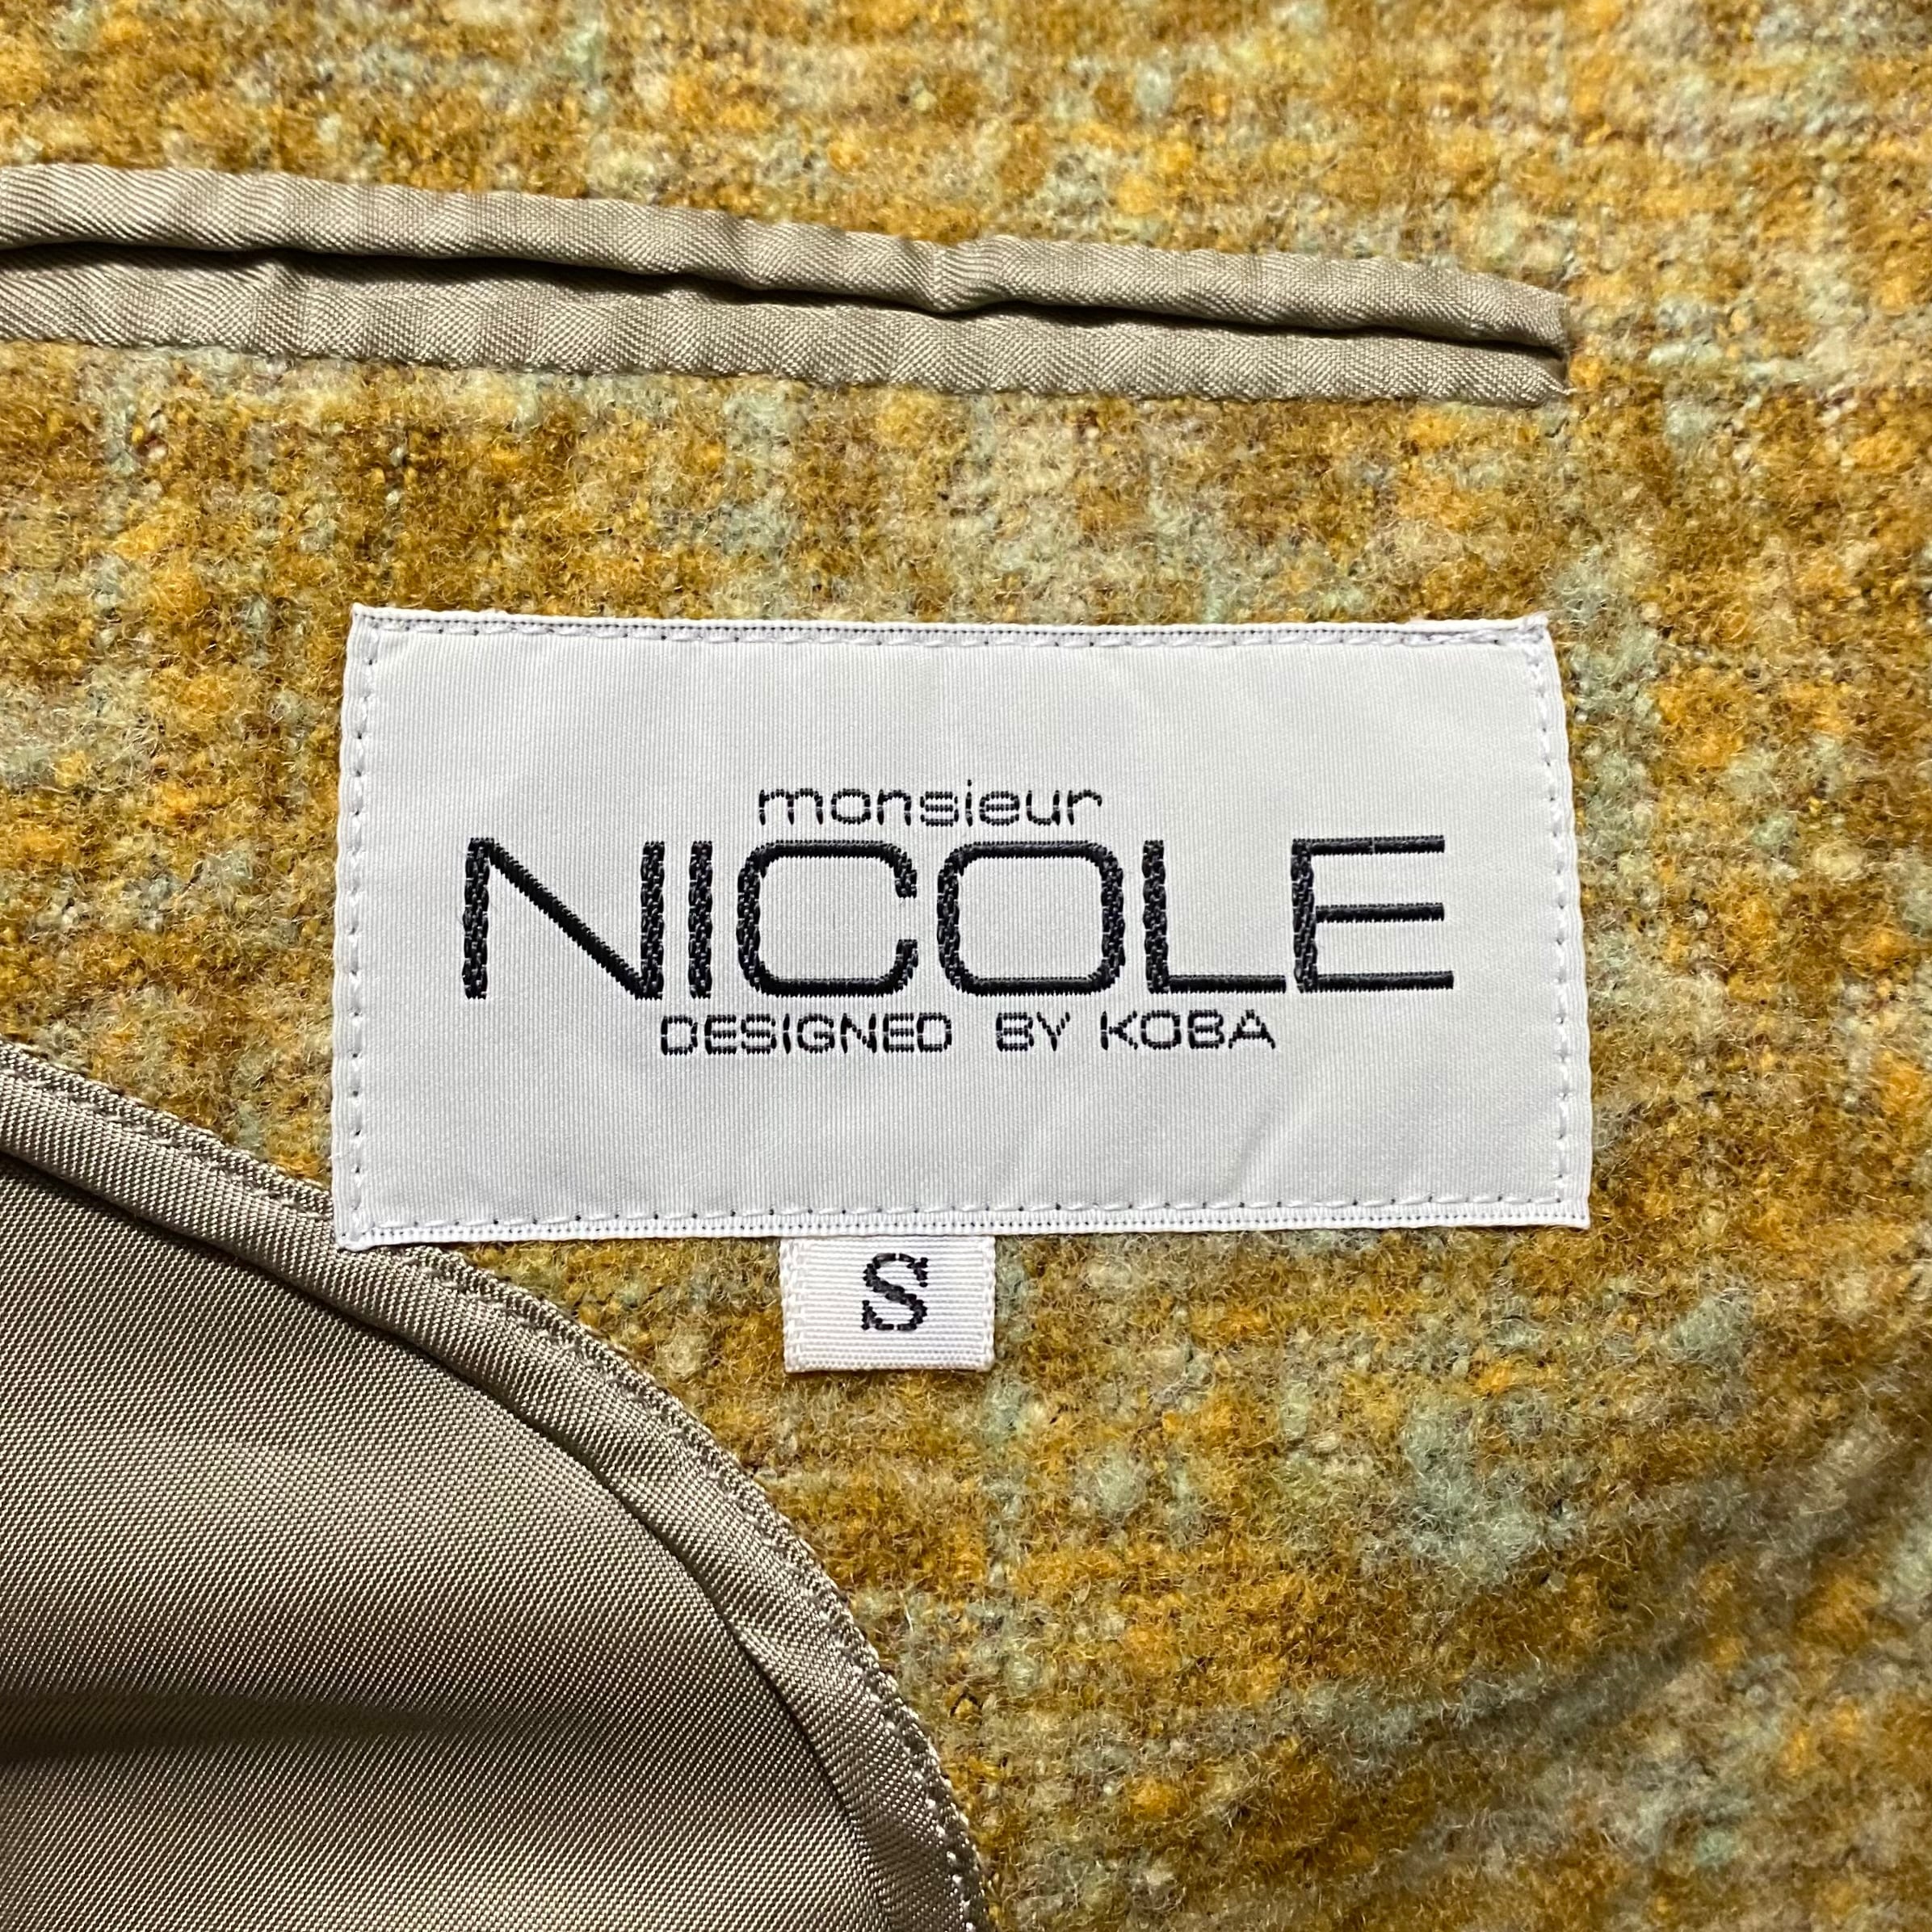 monsieur
NICOLE
DESIGNED BY KOBA
S